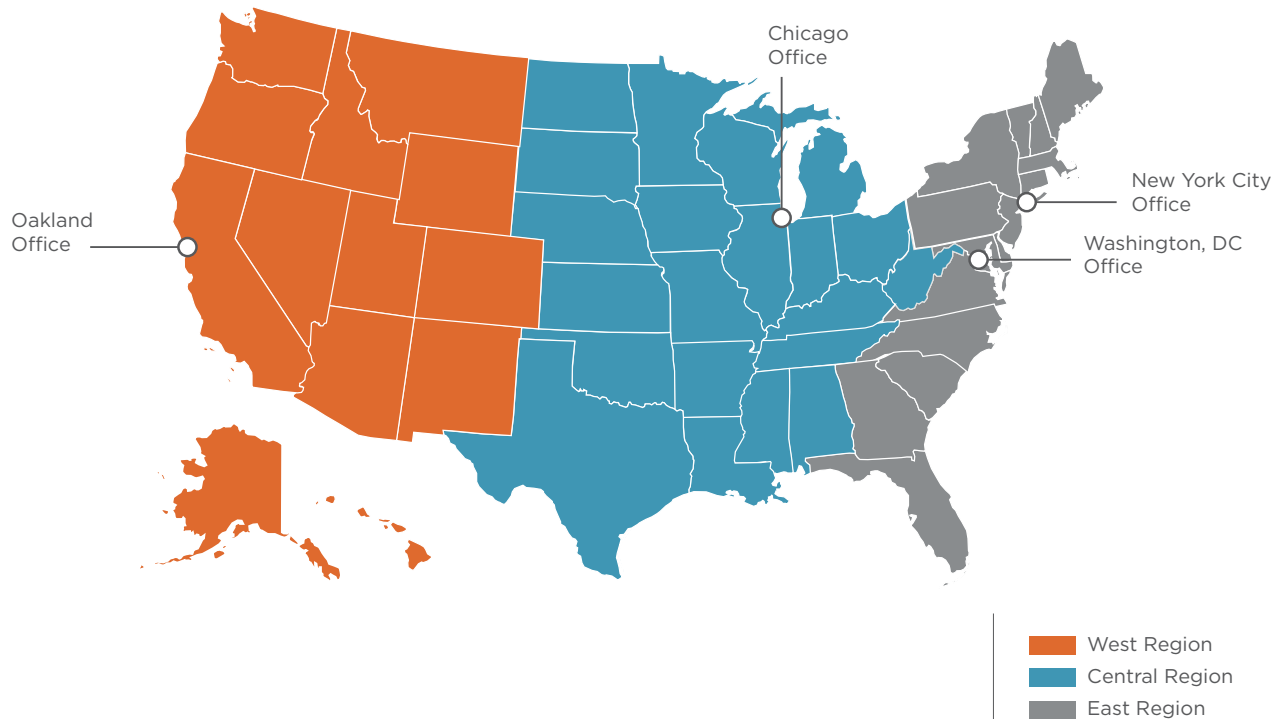 Chicago
Office
Oakland
Office
New York City
Office
Washington, DC
Office
West Region
Central Region
East Region